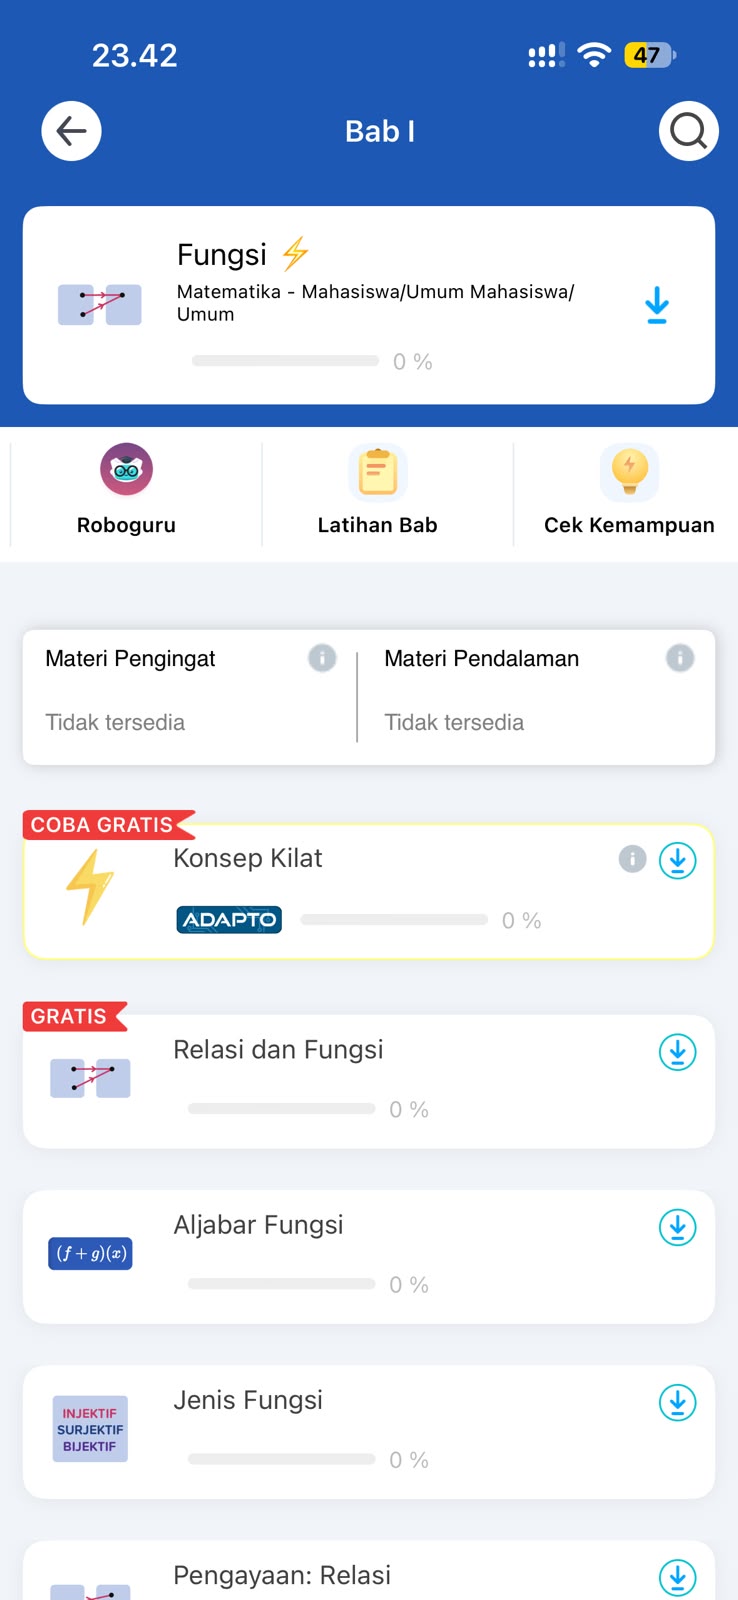 23.42
47
Bab I
Fungsi
Matematika - Mahasiswa/Umum Mahasiswa/
Umum
0 %
Roboguru
Latihan Bab
Cek Kemampuan
Materi Pengingat
Materi Pendalaman
Tidak tersedia
Tidak tersedia
COBA GRATIS
Konsep Kilat
ADAPTO
0 %
GRATIS
Relasi dan Fungsi
0 %
Aljabar Fungsi
(f + g)(x)
0 %
Jenis Fungsi
INJEKTIF
SURJEKTIF
BIJEKTIF
0 %
Pengayaan: Relasi